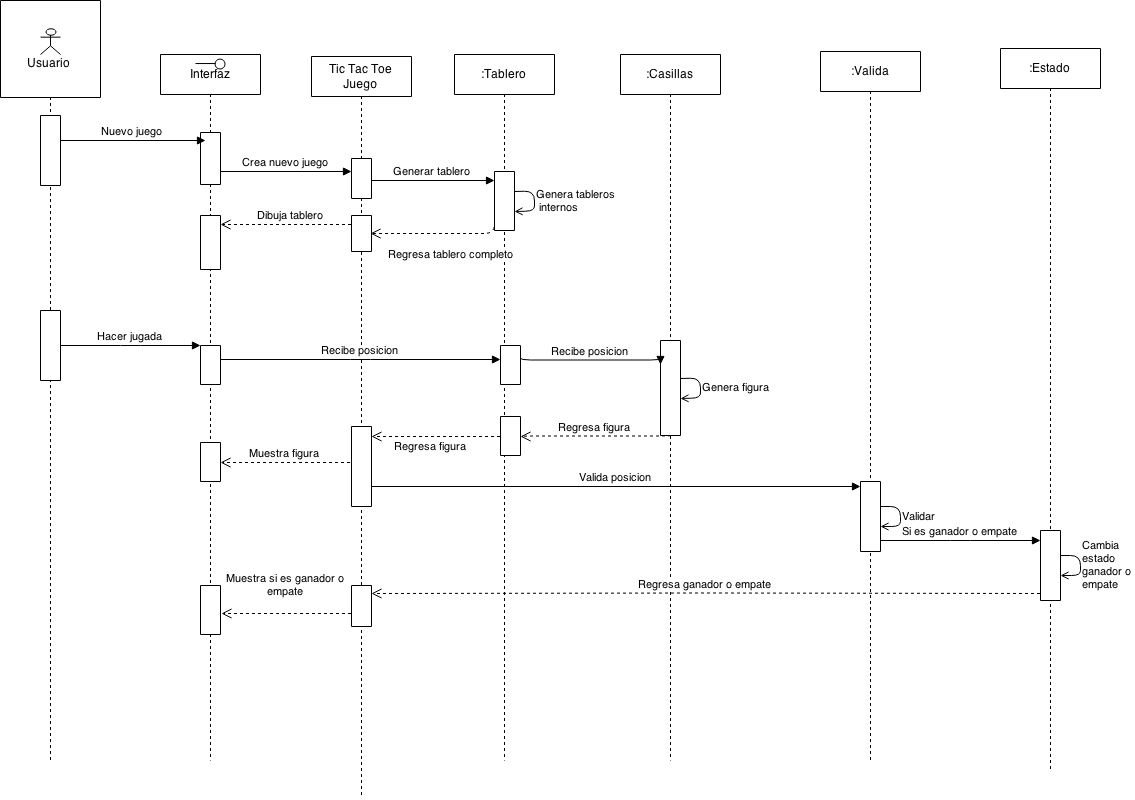 Usuario
Interfaz
Tic Tac Toe
Juego
:Tablero
:Casillas
:Valida
:Estado
Nuevo juego
Crea nuevo juego
Generar tablero
Genera tableros
internos
Dibuja tablero
Regresa tablero completo
Hacer jugada
Recibe posicion
Recibe posicion
Genera figura
Regresa figura
Regresa figura
Muestra figura
Valida posicion
Validar
Si es ganador o empate
Cambia
estado
ganador o
empate
Regresa ganador o empate
Muestra si es ganador o
empate